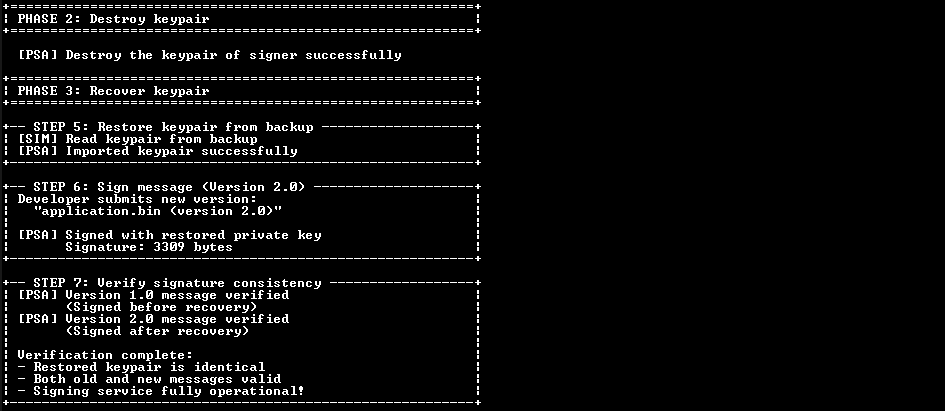 +===========================================================+
¦ PHASE 2: Destroy keypair ¦
+===========================================================+
[PSA] Destroy the keypair of signer successfully
+===========================================================+
¦ PHASE 3: Recover keypair ¦
+===========================================================+
+-- STEP 5: Restore keypair from backup --------------------+
¦ [SIM] Read keypair from backup ¦
¦ [PSA] Imported keypair successfully ¦
+-----------------------------------------------------------+
+-- STEP 6: Sign message (Version 2.0) ---------------------+
¦ Developer submits new version: ¦
¦ "application.bin (version 2.0)" ¦
¦ ¦
¦ [PSA] Signed with restored private key ¦
¦ Signature: 3309 bytes ¦
+-----------------------------------------------------------+
+-- STEP 7: Verify signature consistency -------------------+
¦ [PSA] Version 1.0 message verified ¦
¦ (Signed before recovery) ¦
¦ [PSA] Version 2.0 message verified ¦
¦ (Signed after recovery) ¦
¦ ¦
¦ Verification complete: ¦
¦ - Restored keypair is identical ¦
¦ - Both old and new messages valid ¦
¦ - Signing service fully operational! ¦
+-----------------------------------------------------------+